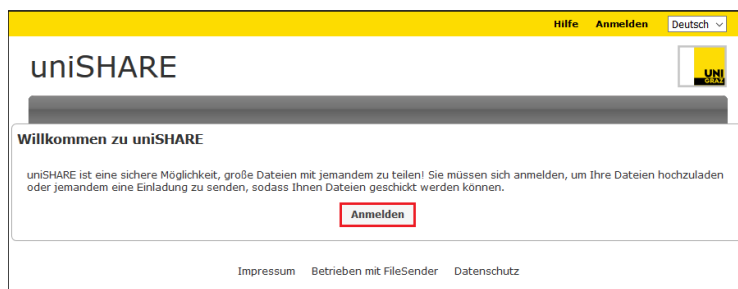 Hilfe Anmelden Deutsch
uniSHARE
UNI
GRAZ
Willkommen zu uniSHARE
uniSHARE ist eine sichere Möglichkeit, große Dateien mit jemandem zu teilen! Sie müssen sich anmelden, um Ihre Dateien hochzuladen
oder jemandem eine Einladung zu senden, sodass Ihnen Dateien geschickt werden können.
Anmelden
Impressum Betrieben mit FileSender Datenschutz